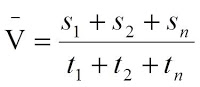 V̄ = (s₁ + s₂ + sₙ) / (t₁ + t₂ + tₙ)